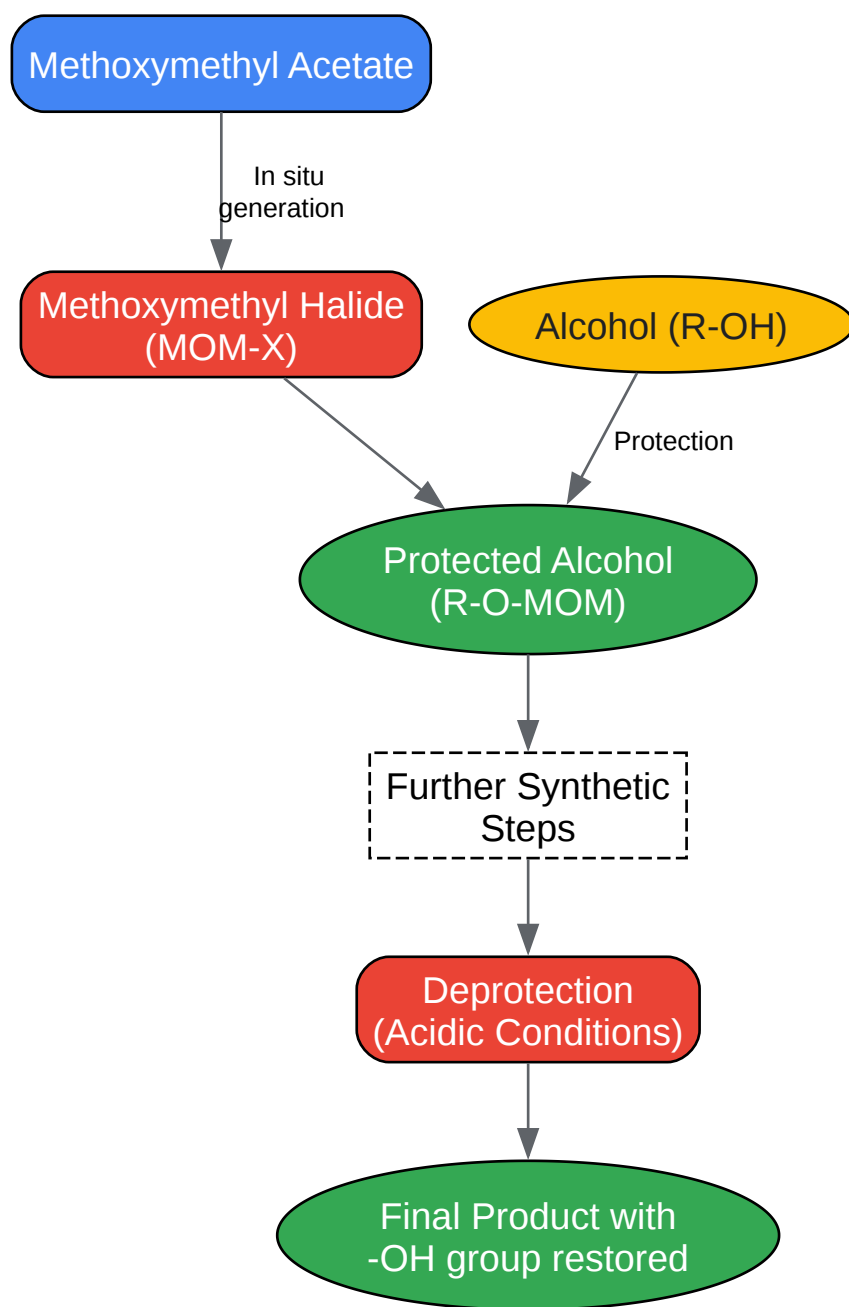 Methoxymethyl Acetate
In situ
generation
Methoxymethyl Halide
(MOM-X)
Alcohol (R-OH)
Protection
Protected Alcohol
(R-O-MOM)
Further Synthetic
Steps
Deprotection
(Acidic Conditions)
Final Product with
-OH group restored